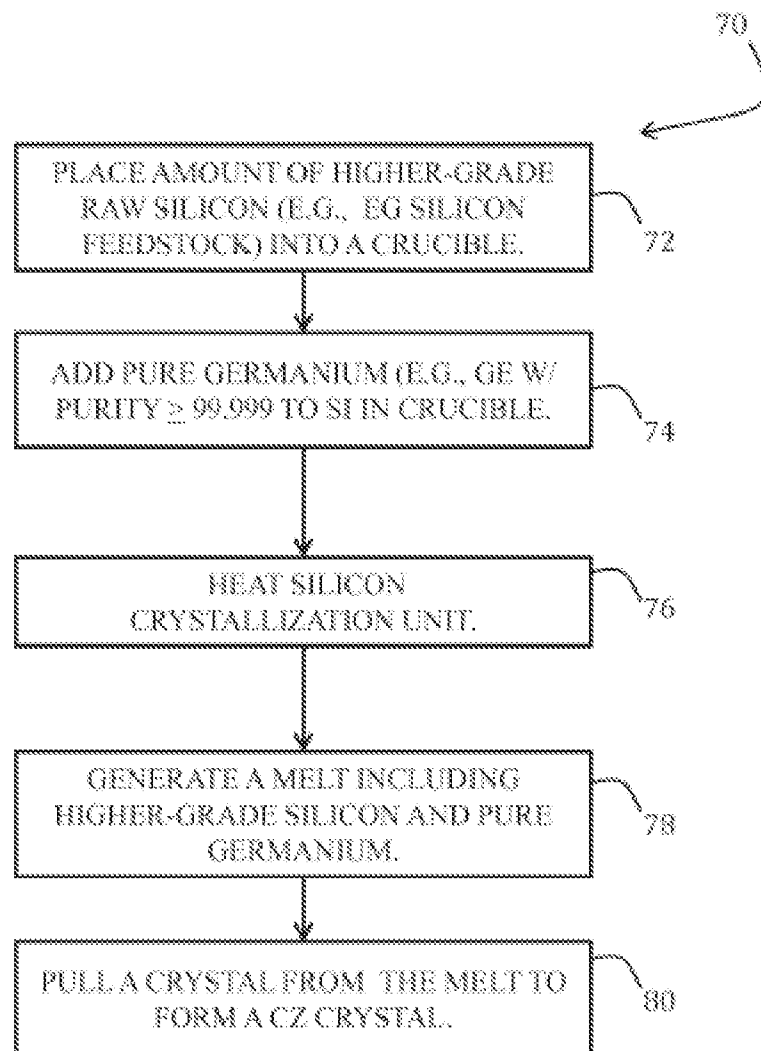 70
PLACE AMOUNT OF HIGHER-GRADE
RAW SILICON (E.G., EG SILICON
FEEDSTOCK) INTO A CRUCIBLE.
72
ADD PURE GERMANIUM (E.G., GE W/
PURITY ≥ 99.999 TO SI IN CRUCIBLE.
74
HEAT SILICON
CRYSTALLIZATION UNIT.
76
GENERATE A MELT INCLUDING
HIGHER-GRADE SILICON AND PURE
GERMANIUM.
78
PULL A CRYSTAL FROM THE MELT TO
FORM A CZ CRYSTAL.
80